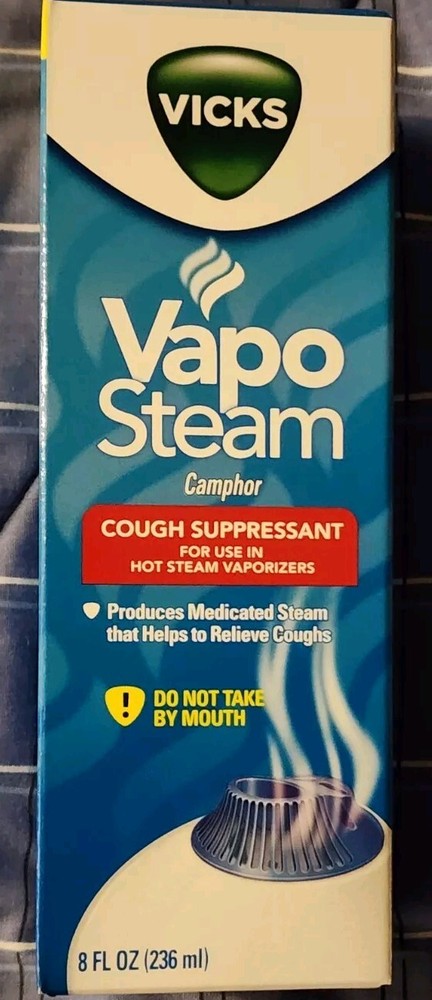 VICKS
Vapo
Steam
Camphor
COUGH SUPPRESSANT
FOR USE IN
HOT STEAM VAPORIZERS
Produces Medicated Steam
that Helps to Relieve Coughs
! DO NOT TAKE
BY MOUTH
8 FL OZ (236 ml)